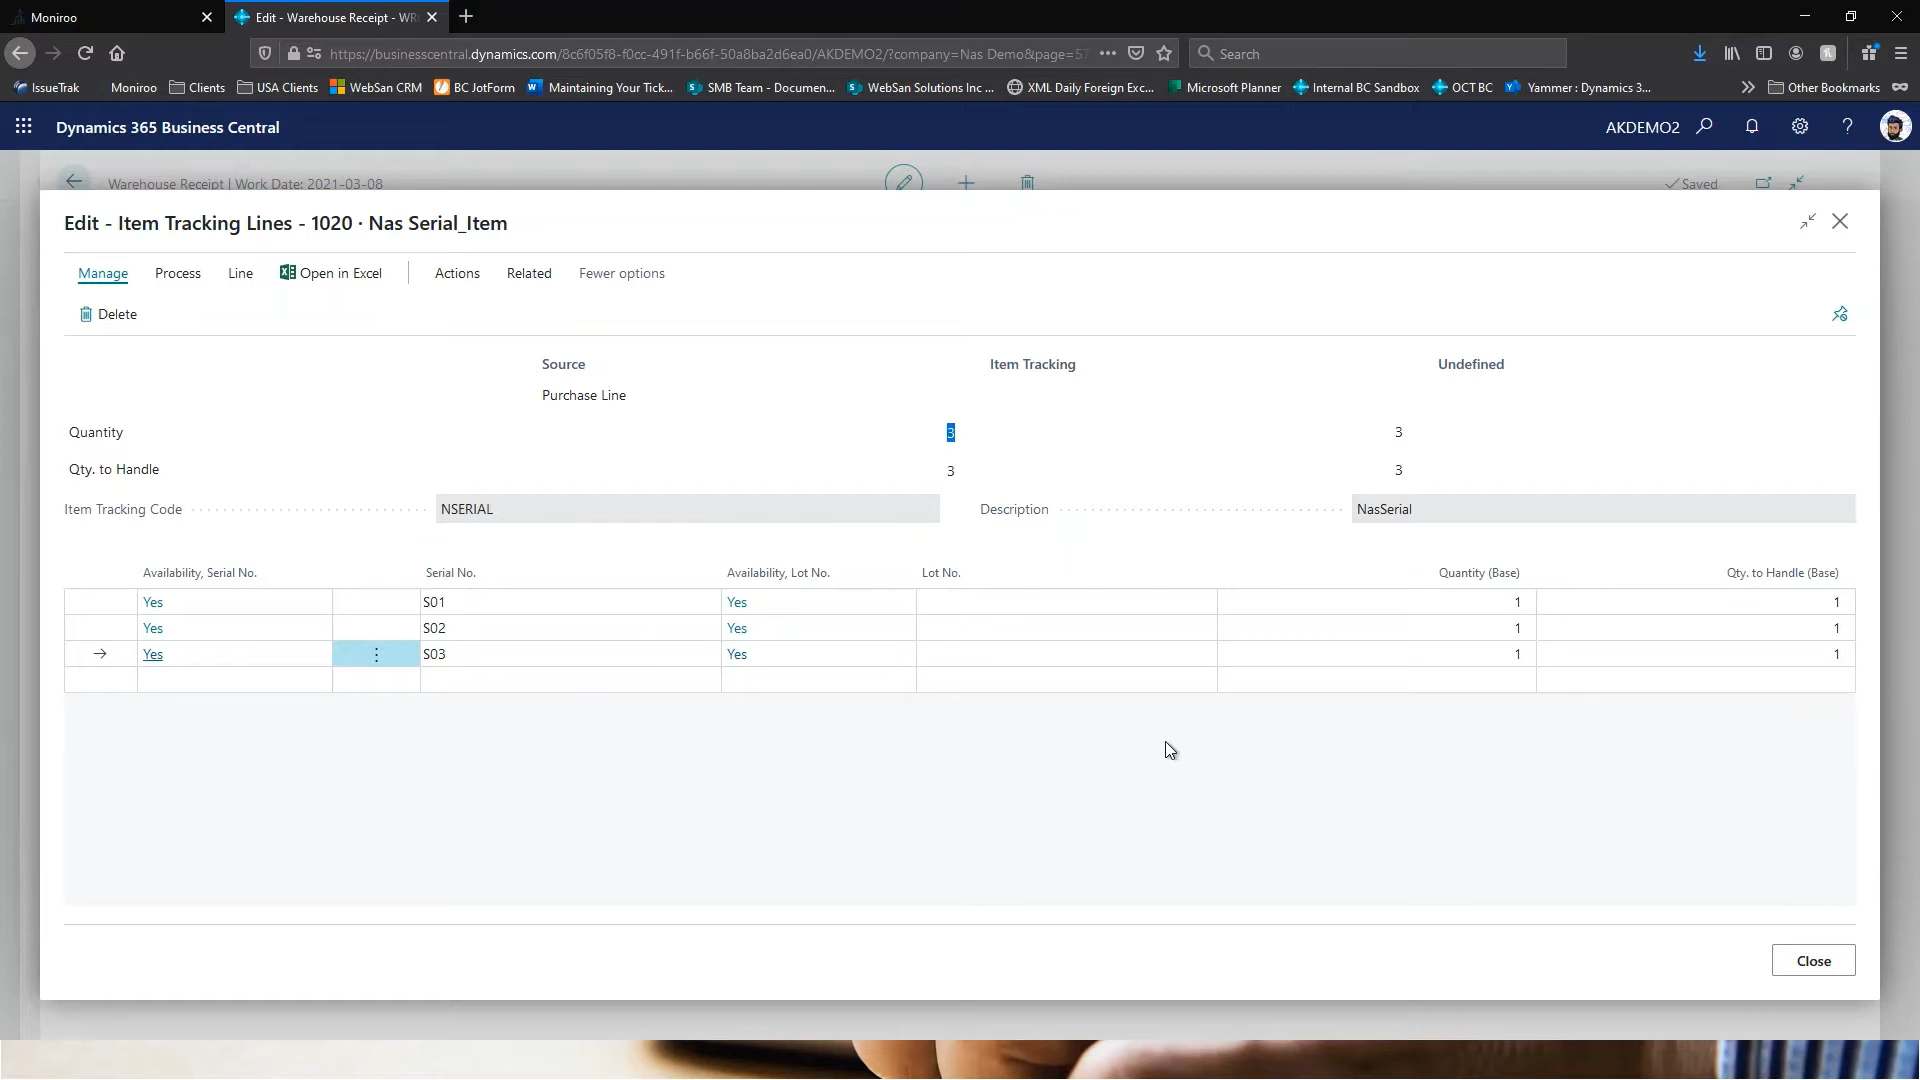 Moniroo
Edit - Warehouse Receipt - WR
https://businesscentral.dynamics.com/8c6f05f8-f0cc-491f-b66f-50a8ba2d6ea0/AKDEMO2/?company=Nas Demo&page=57
Search
IssueTrak Moniroo Clients USA Clients WebSan CRM BC JotForm Maintaining Your Tick... SMB Team - Documen... WebSan Solutions Inc ... XML Daily Foreign Exc... Microsoft Planner Internal BC Sandbox OCT BC Yammer : Dynamics 3... Other Bookmarks
Dynamics 365 Business Central AKDEMO2
Warehouse Receipt | Work Date: 2021-03-08 Saved
Edit - Item Tracking Lines - 1020 · Nas Serial_Item
Manage Process Line Open in Excel Actions Related Fewer options
Delete
Source Item Tracking Undefined
Purchase Line
Quantity 3 3
Qty. to Handle 3 3
Item Tracking Code NSERIAL Description NasSerial
Availability, Serial No. Serial No. Availability, Lot No. Lot No. Quantity (Base) Qty. to Handle (Base)
Yes S01 Yes 1 1
Yes S02 Yes 1 1
→ Yes S03 Yes 1 1
Close